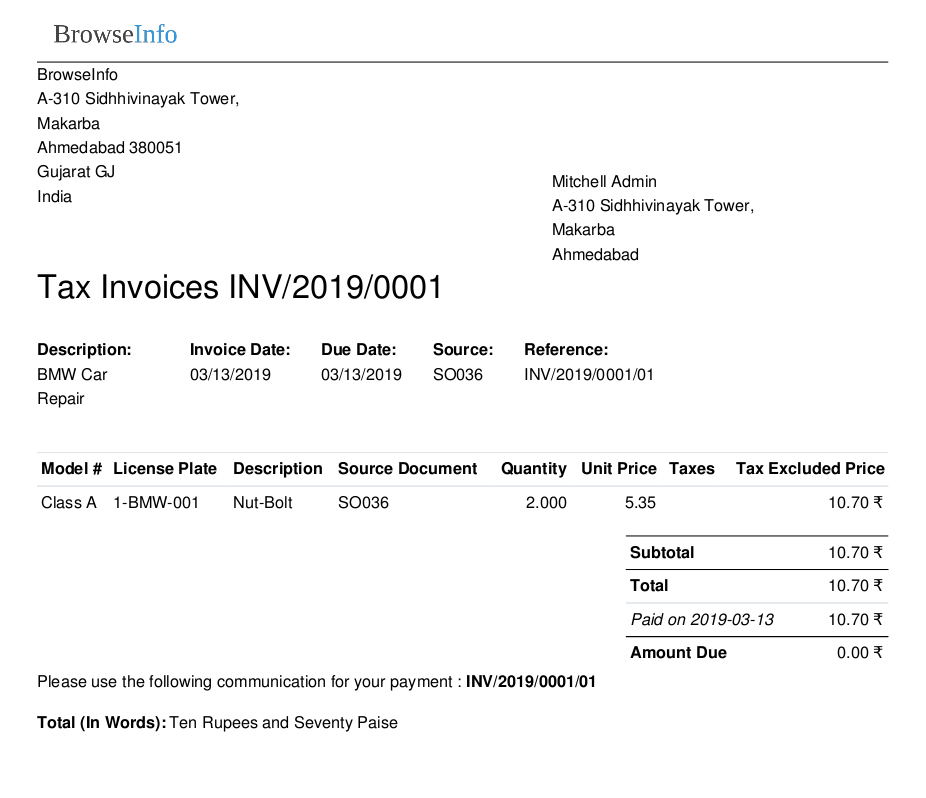 BrowseInfo
BrowseInfo
A-310 Sidhhivinayak Tower,
Makarba
Ahmedabad 380051
Gujarat GJ
India
Mitchell Admin
A-310 Sidhhivinayak Tower,
Makarba
Ahmedabad
Tax Invoices INV/2019/0001
Description: Invoice Date: Due Date: Source: Reference:
BMW Car 03/13/2019 03/13/2019 SO036 INV/2019/0001/01
Repair
Model # License Plate Description Source Document Quantity Unit Price Taxes Tax Excluded Price
Class A 1-BMW-001 Nut-Bolt SO036 2.000 5.35 10.70 ₹
Subtotal 10.70 ₹
Total 10.70 ₹
Paid on 2019-03-13 10.70 ₹
Amount Due 0.00 ₹
Please use the following communication for your payment : INV/2019/0001/01
Total (In Words): Ten Rupees and Seventy Paise